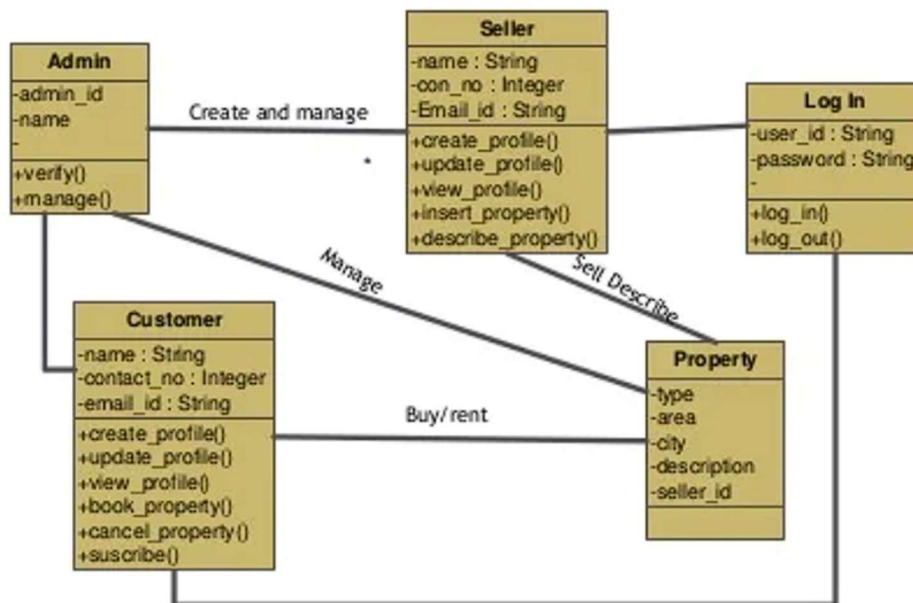 Admin
-admin_id
-name
-
+verify()
+manage()
Create and manage
Seller
-name : String
-con_no : Integer
-Email_id : String
+create_profile()
+update_profile()
+view_profile()
+insert_property()
+describe_property()
Log In
-user_id : String
-password : String
-
+log_in()
+log_out()
Manage
Sell Describe
Customer
-name : String
-contact_no : Integer
-email_id : String
+create_profile()
+update_profile()
+view_profile()
+book_property()
+cancel_property()
+suscribe()
Buy/rent
Property
-type
-area
-city
-description
-seller_id